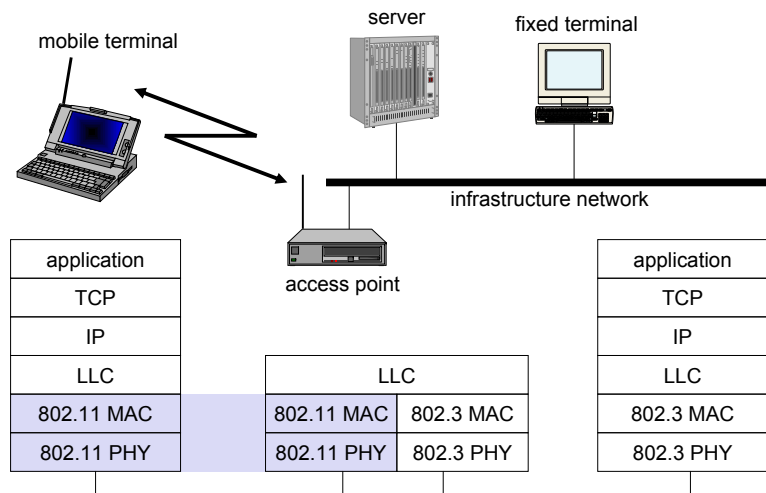 server
fixed terminal
mobile terminal
infrastructure network
access point
application
TCP
IP
LLC
802.11 MAC
802.11 PHY
LLC
802.11 MAC 802.3 MAC
802.11 PHY 802.3 PHY
application
TCP
IP
LLC
802.3 MAC
802.3 PHY